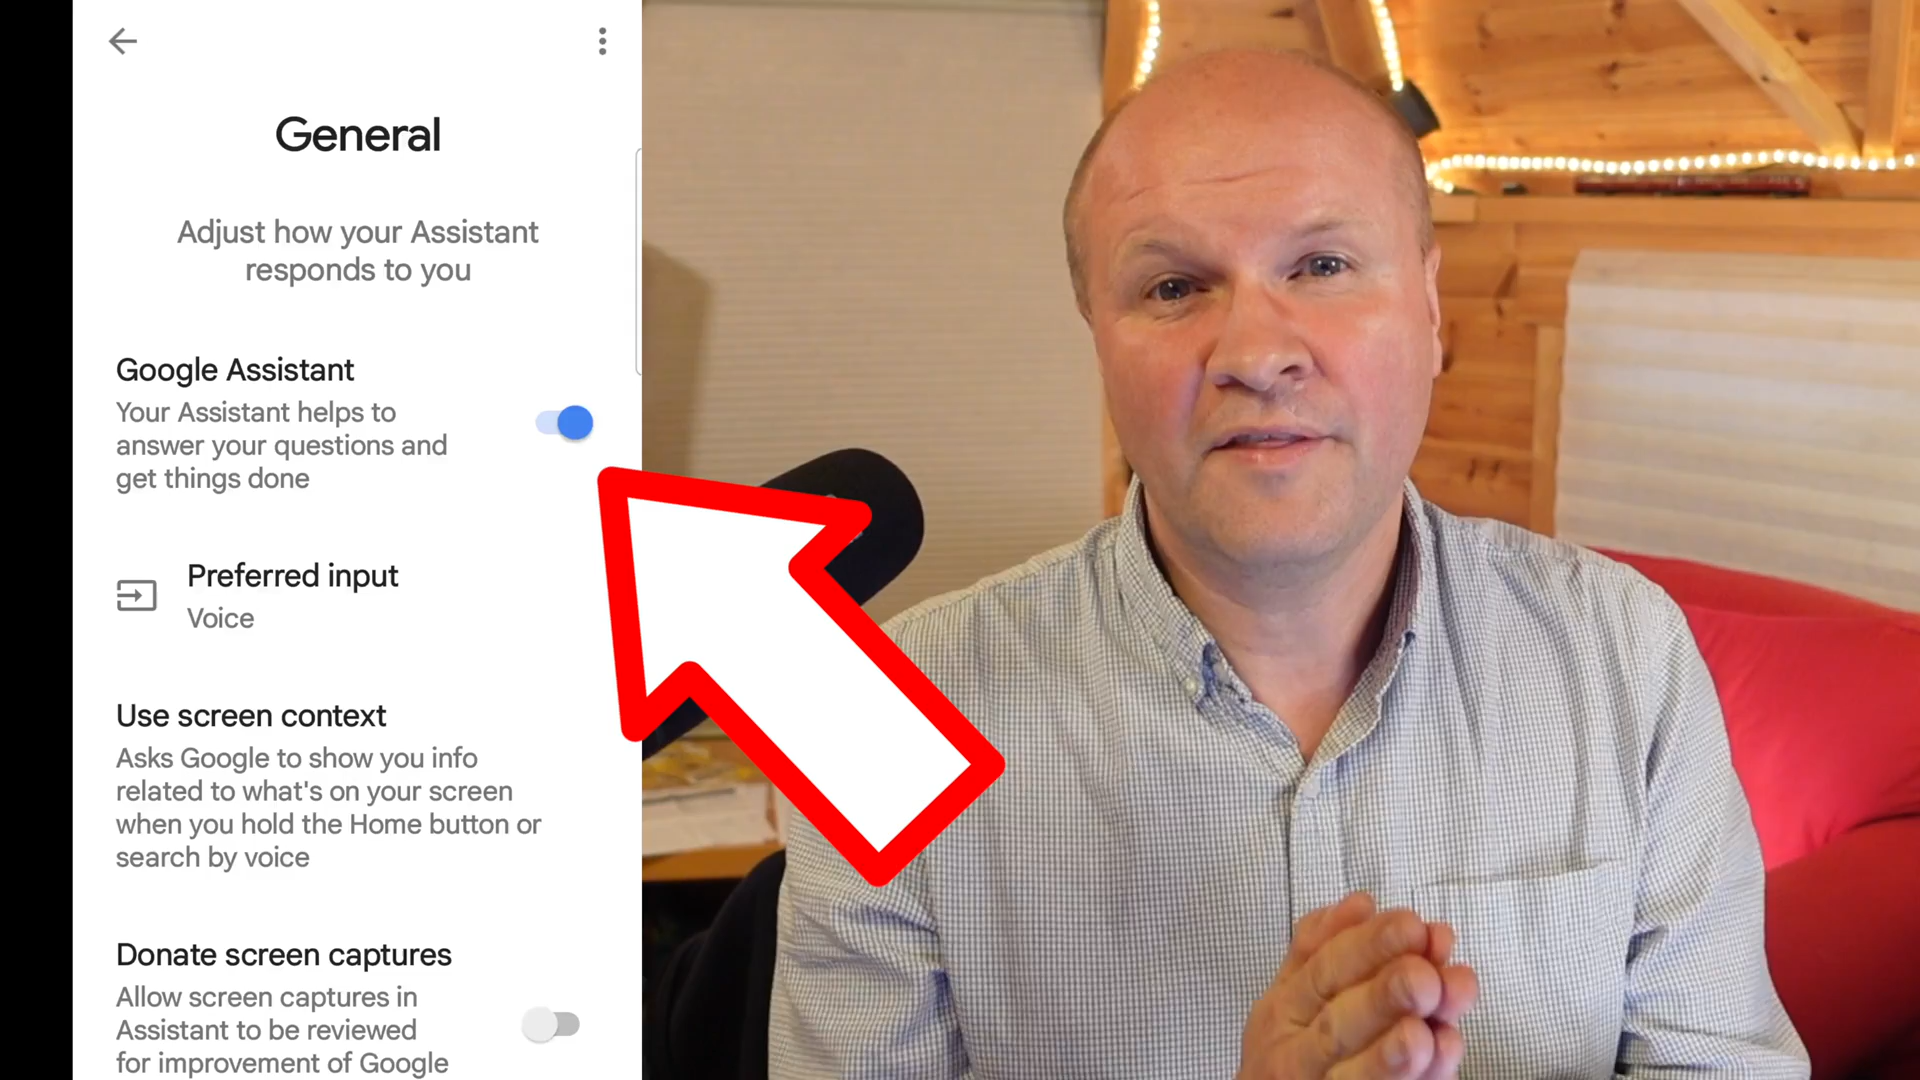 General
Adjust how your Assistant
responds to you
Google Assistant
Your Assistant helps to
answer your questions and
get things done
Preferred input
Voice
Use screen context
Asks Google to show you info
related to what's on your screen
when you hold the Home button or
search by voice
Donate screen captures
Allow screen captures in
Assistant to be reviewed
for improvement of Google